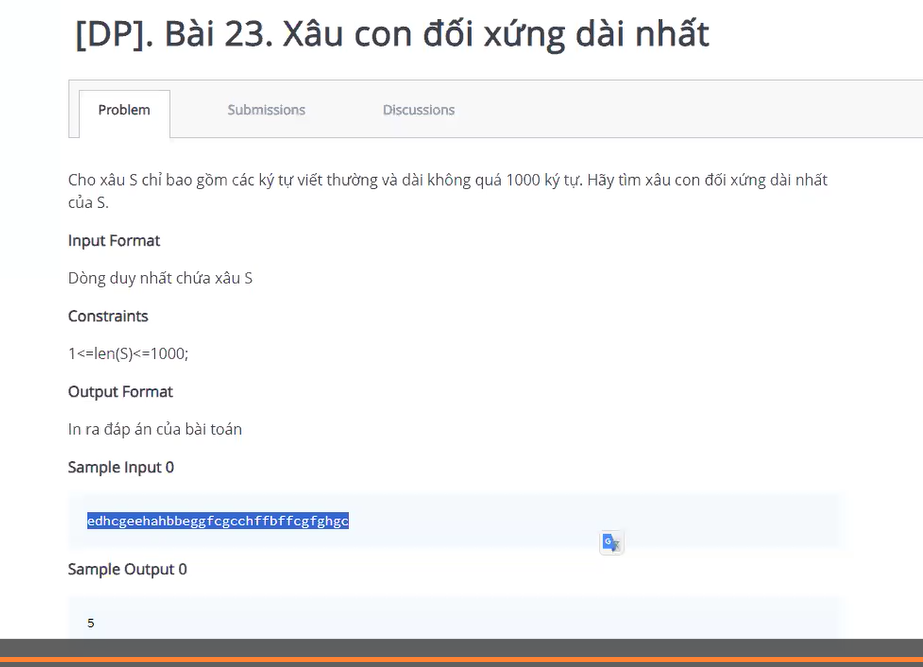 [DP]. Bài 23. Xâu con đối xứng dài nhất
Problem Submissions Discussions
Cho xâu S chỉ bao gồm các ký tự viết thường và dài không quá 1000 ký tự. Hãy tìm xâu con đối xứng dài nhất
của S.
Input Format
Dòng duy nhất chứa xâu S
Constraints
1<=len(S)<=1000;
Output Format
In ra đáp án của bài toán
Sample Input 0
edhcgeehahbbeggfcgcchffbffcgfghgc
Sample Output 0
5